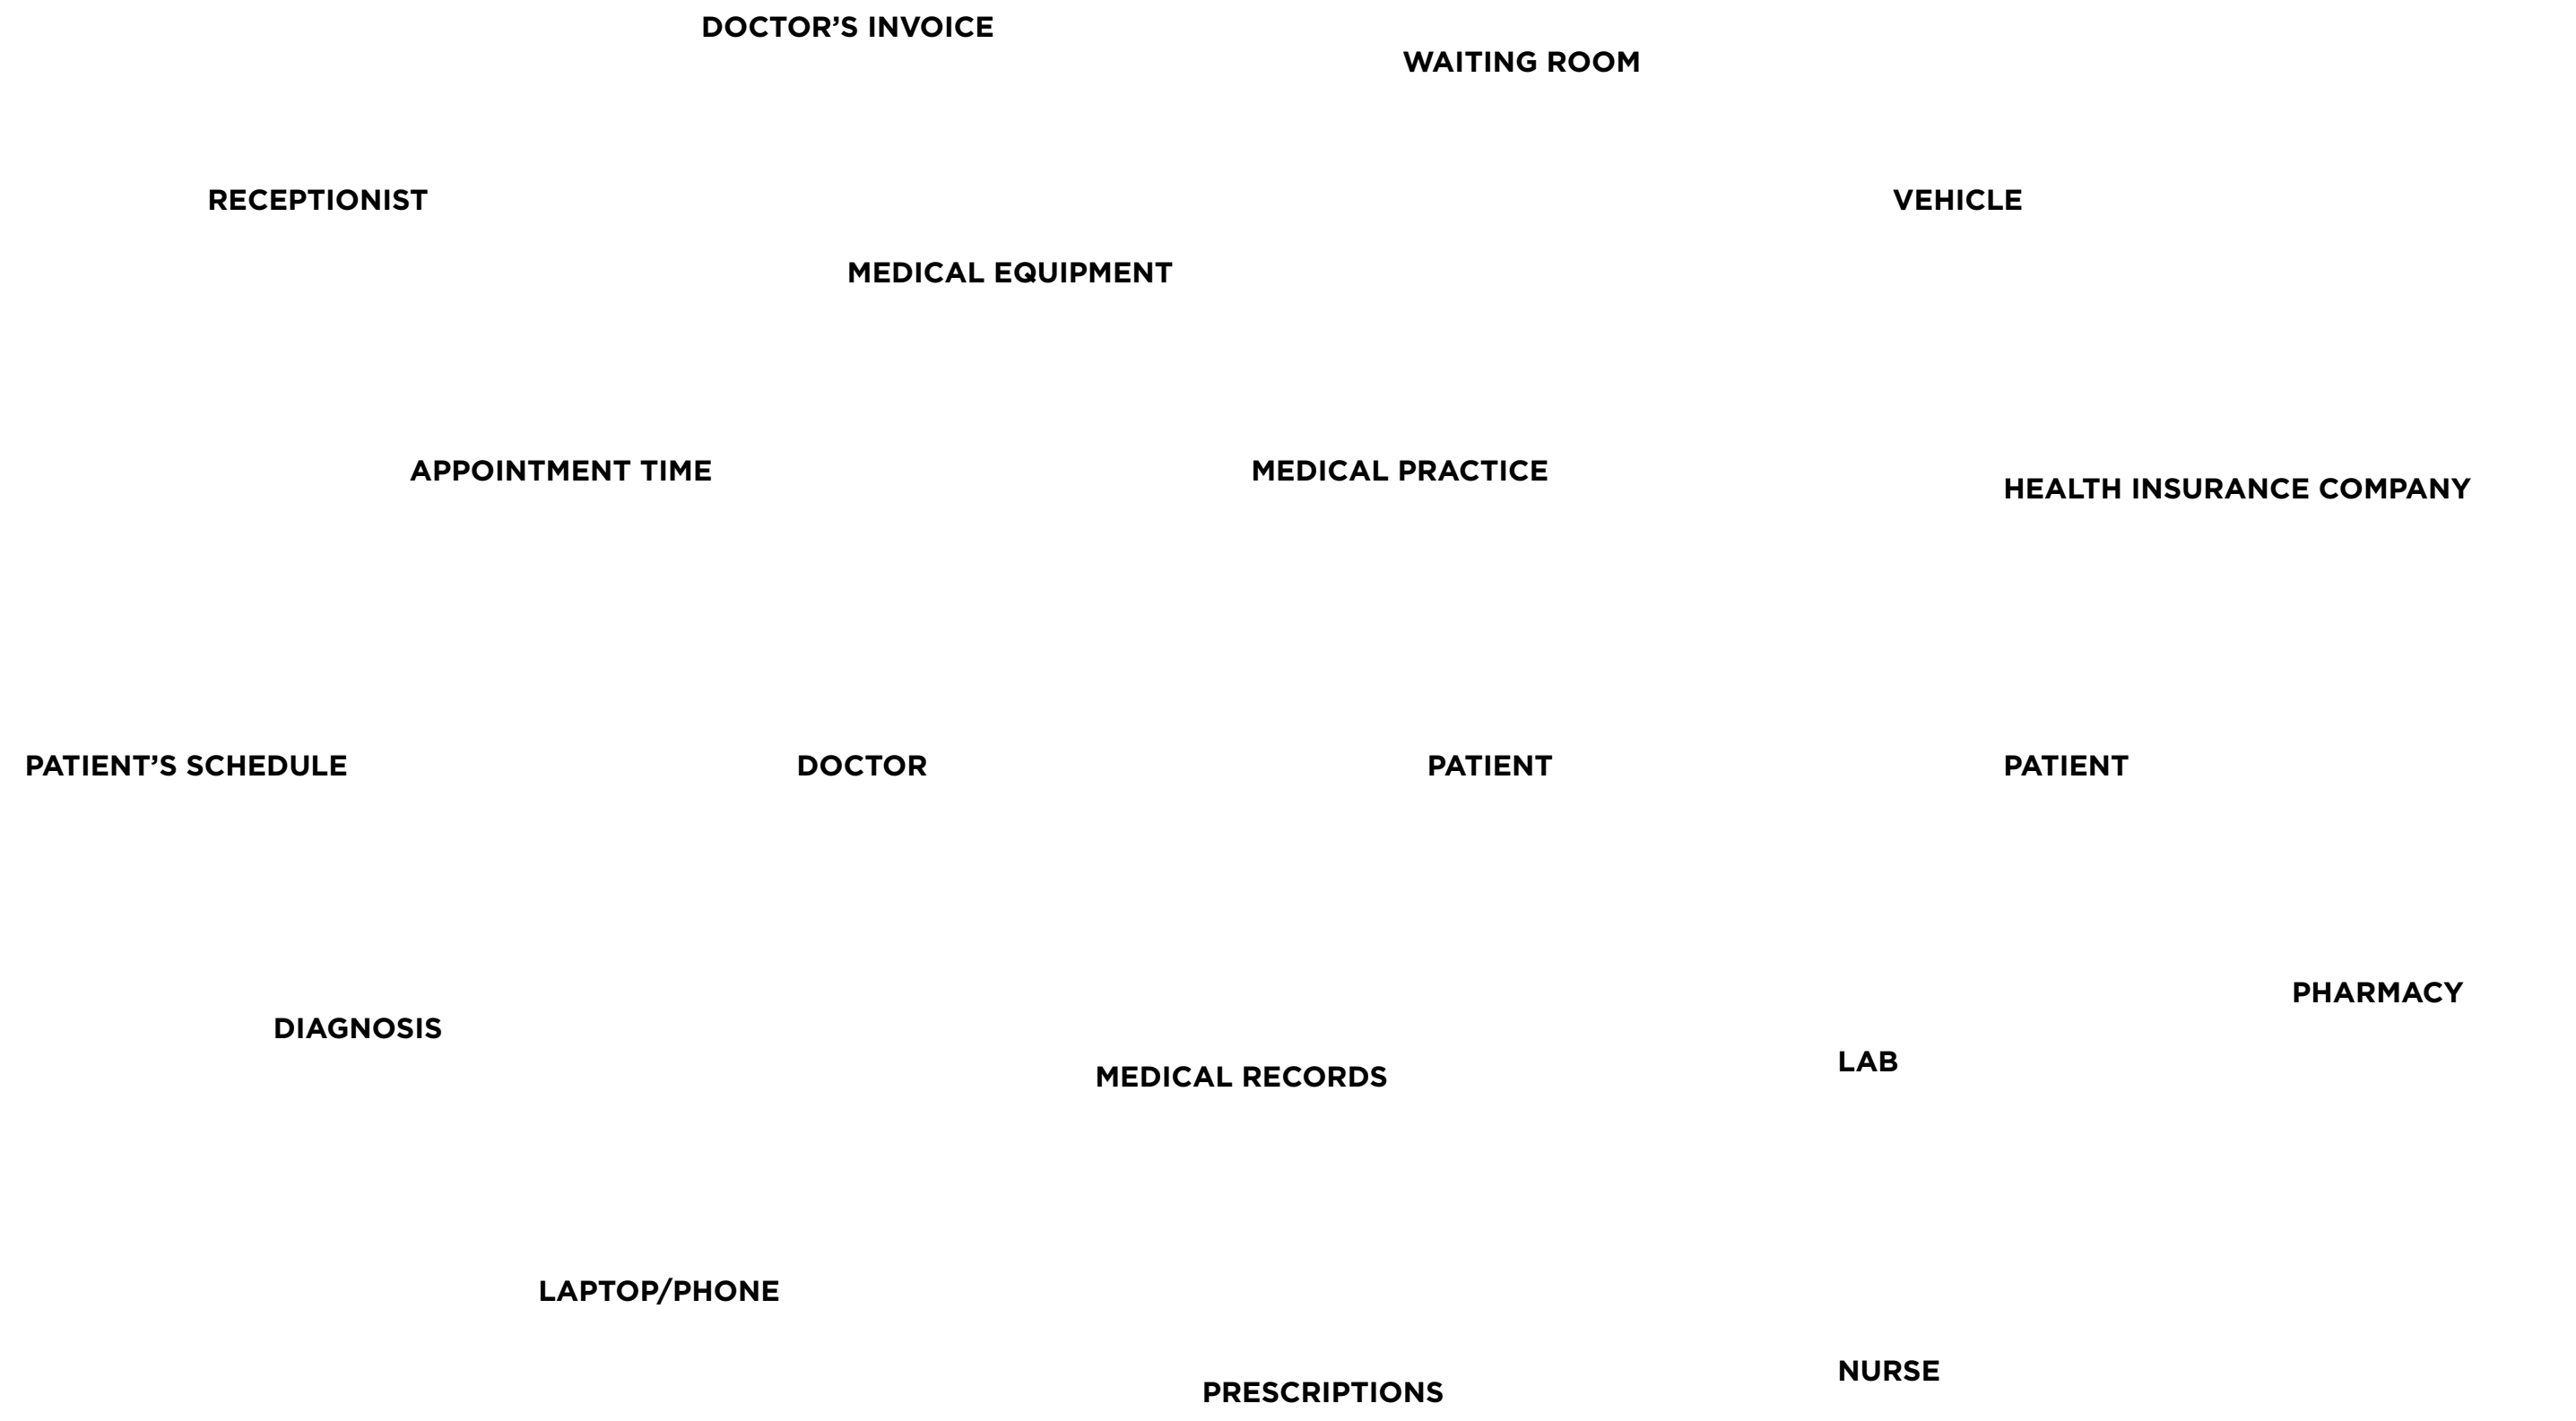 DOCTOR’S INVOICE
WAITING ROOM
RECEPTIONIST
VEHICLE
MEDICAL EQUIPMENT
APPOINTMENT TIME
MEDICAL PRACTICE
HEALTH INSURANCE COMPANY
PATIENT’S SCHEDULE
DOCTOR
PATIENT
PATIENT
PHARMACY
DIAGNOSIS
LAB
MEDICAL RECORDS
LAPTOP/PHONE
NURSE
PRESCRIPTIONS